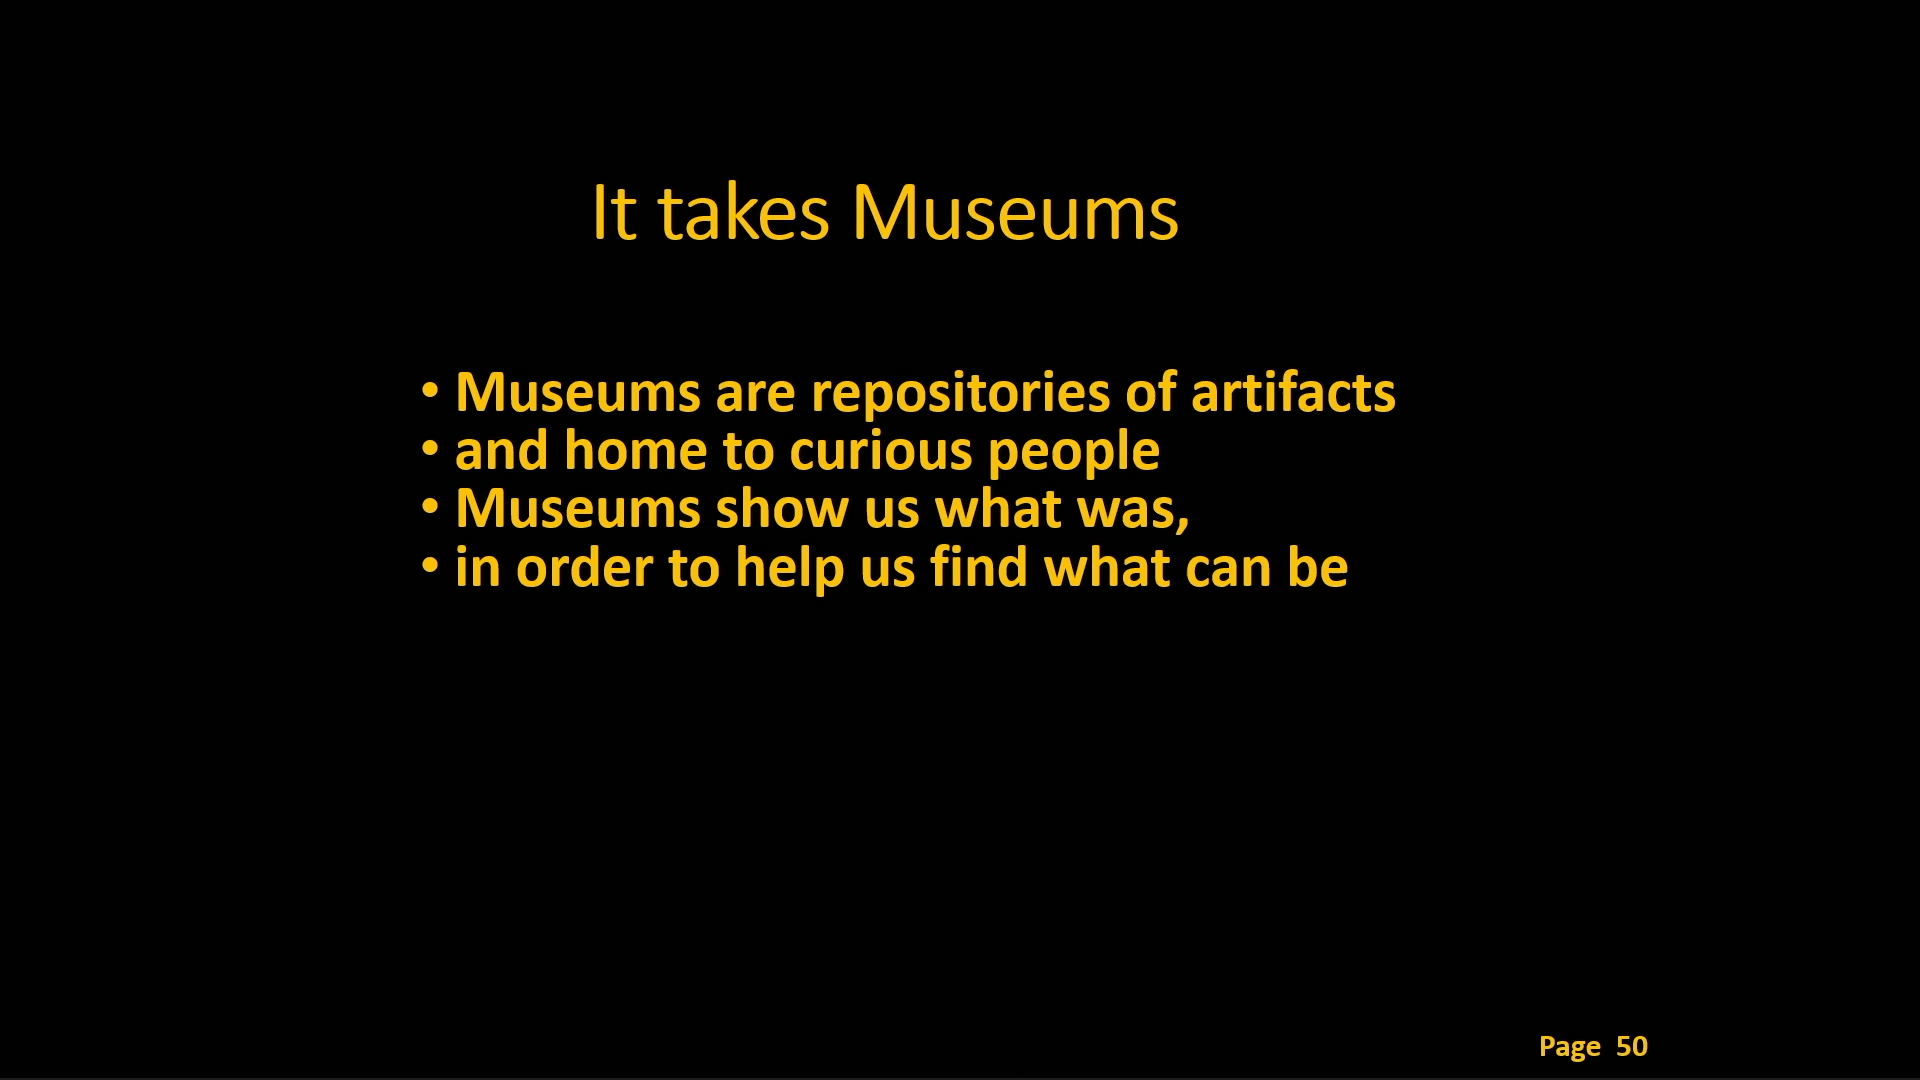 It takes Museums
• Museums are repositories of artifacts
• and home to curious people
• Museums show us what was,
• in order to help us find what can be
Page 50